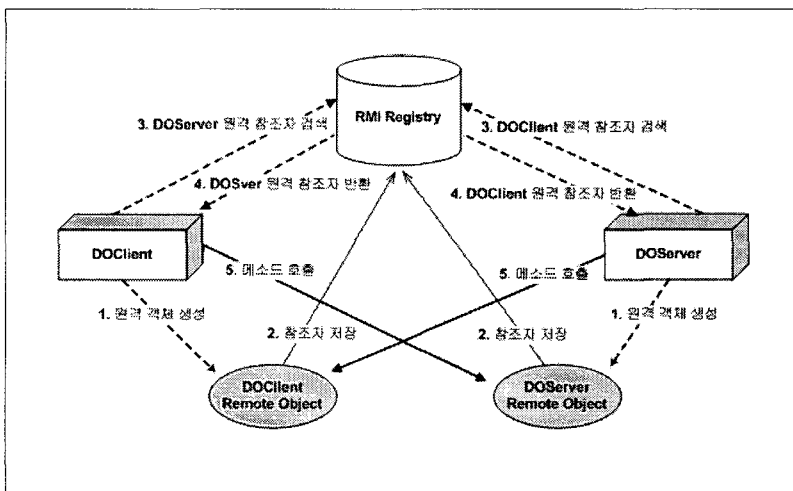 RMI Registry
3. DOServer 원격 참조자 검색
3. DOClient 원격 참조자 검색
4. DOSver 원격 참조자 반환
4. DOClient 원격 참조자 반환
DOClient
DOServer
5. 메소드 호출
5. 메소드 호출
1. 원격 객체 생성
1. 원격 객체 생성
2. 참조자 저장
2. 참조자 저장
DOClient
Remote Object
DOServer
Remote Object